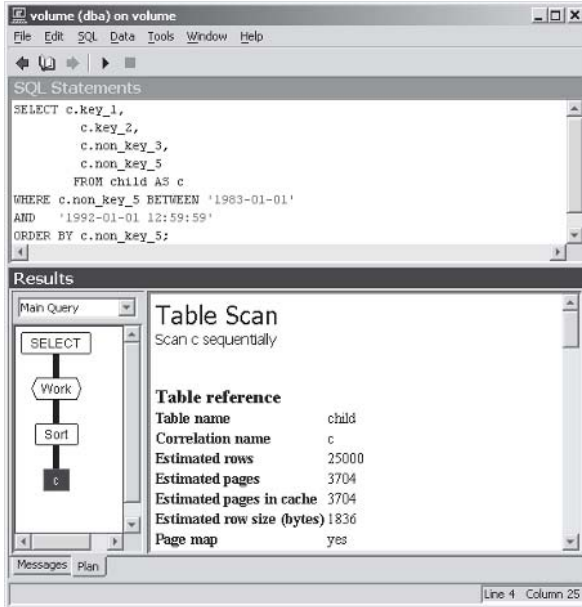 volume (dba) on volume
File Edit SQL Data Tools Window Help
SQL Statements
SELECT c.key_1,
c.key_2,
c.non_key_3,
c.non_key_5
FROM child AS c
WHERE c.non_key_5 BETWEEN '1983-01-01'
AND '1992-01-01 12:59:59'
ORDER BY c.non_key_5;
Results
Main Query
SELECT
Work
Sort
c
Table Scan
Scan c sequentially
Table reference
Table name child
Correlation name c
Estimated rows 25000
Estimated pages 3704
Estimated pages in cache 3704
Estimated row size (bytes) 1836
Page map yes
Messages Plan
Line 4 Column 25